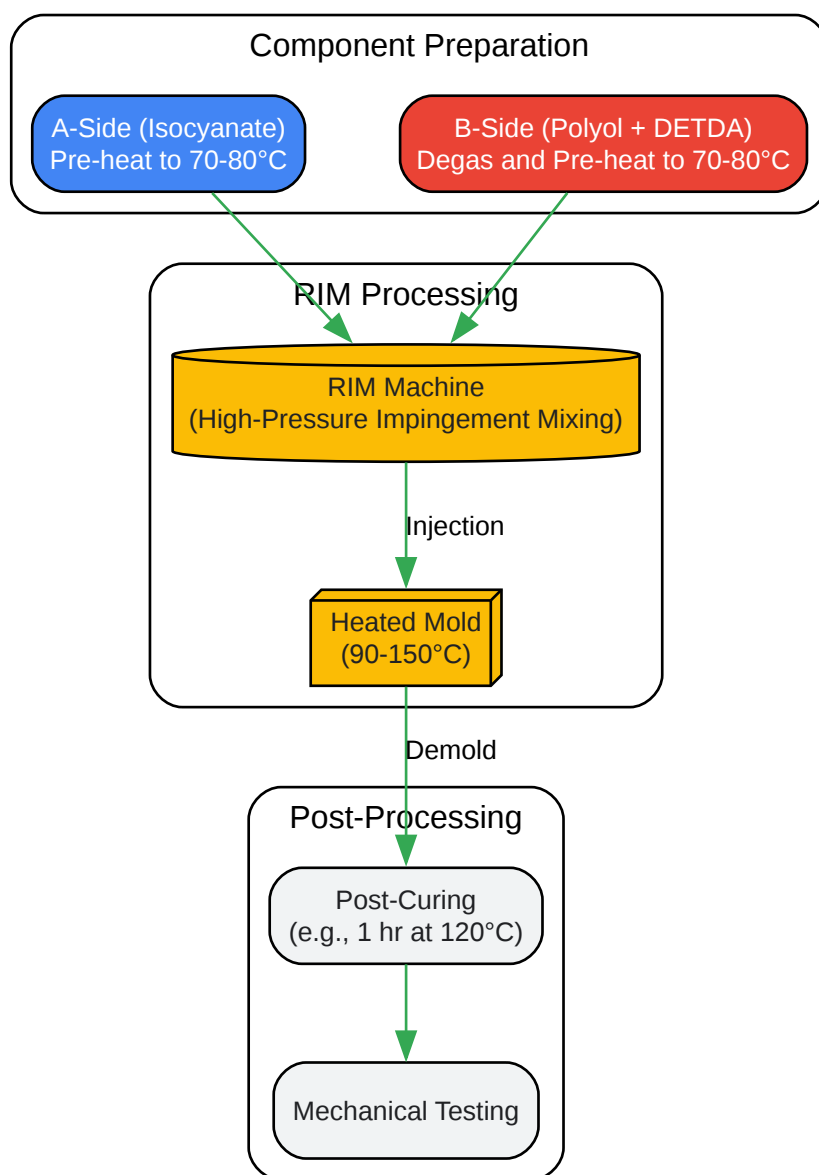 Component Preparation
A-Side (Isocyanate)
Pre-heat to 70-80°C
B-Side (Polyol + DETDA)
Degas and Pre-heat to 70-80°C
RIM Processing
RIM Machine
(High-Pressure Impingement Mixing)
Injection
Heated Mold
(90-150°C)
Demold
Post-Processing
Post-Curing
(e.g., 1 hr at 120°C)
Mechanical Testing